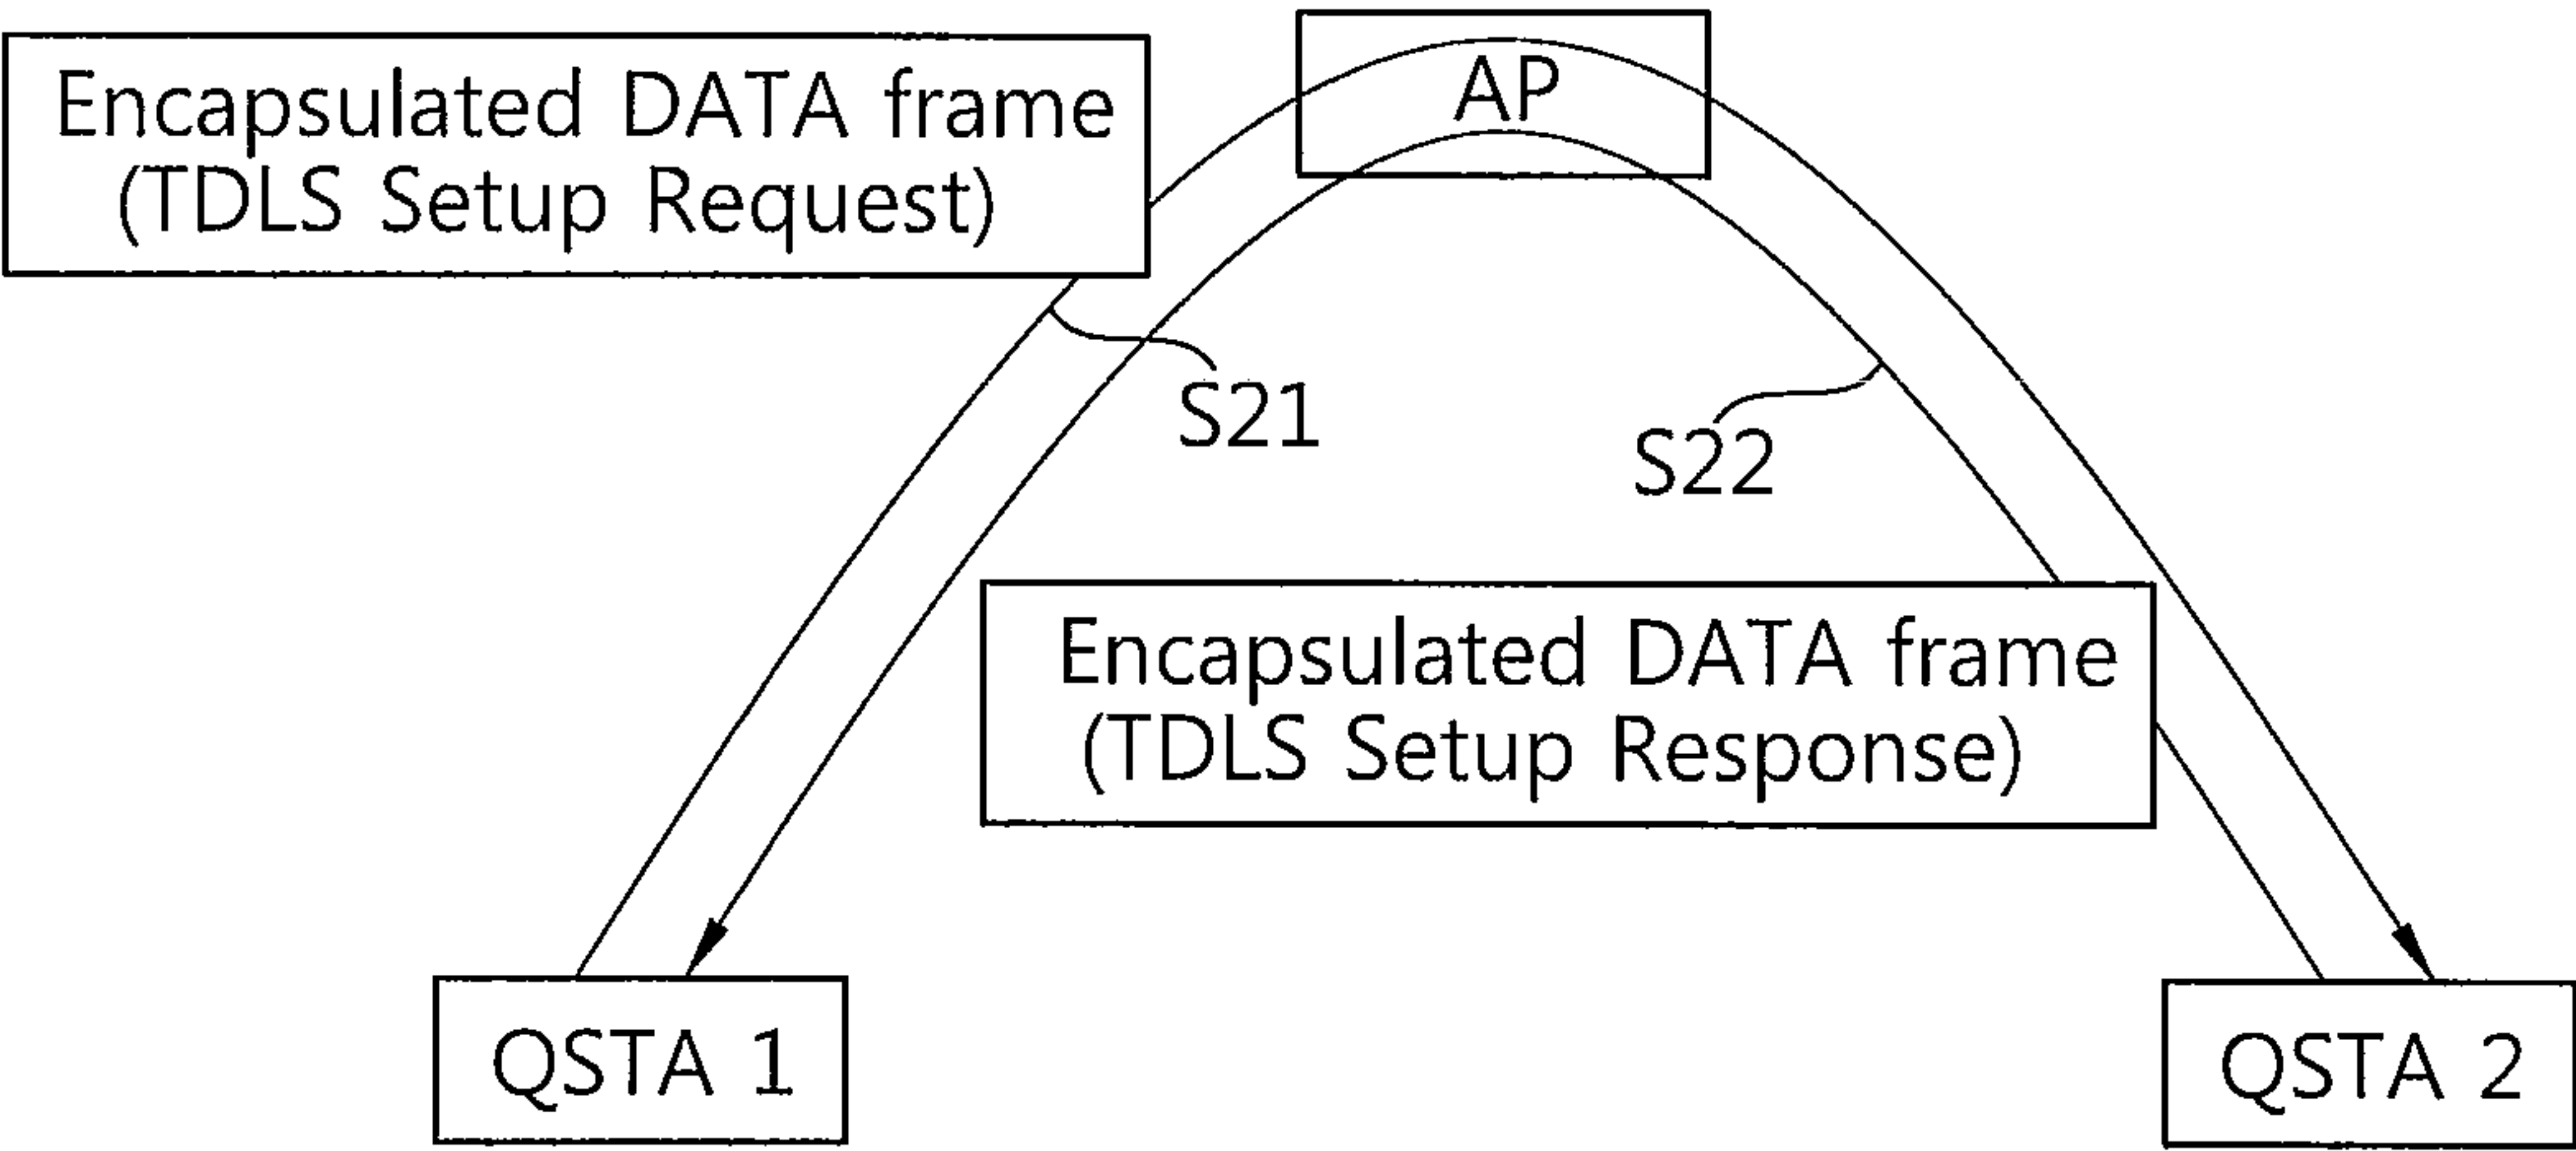 AP
Encapsulated DATA frame
(TDLS Setup Request)
S21
S22
Encapsulated DATA frame
(TDLS Setup Response)
QSTA 1
QSTA 2